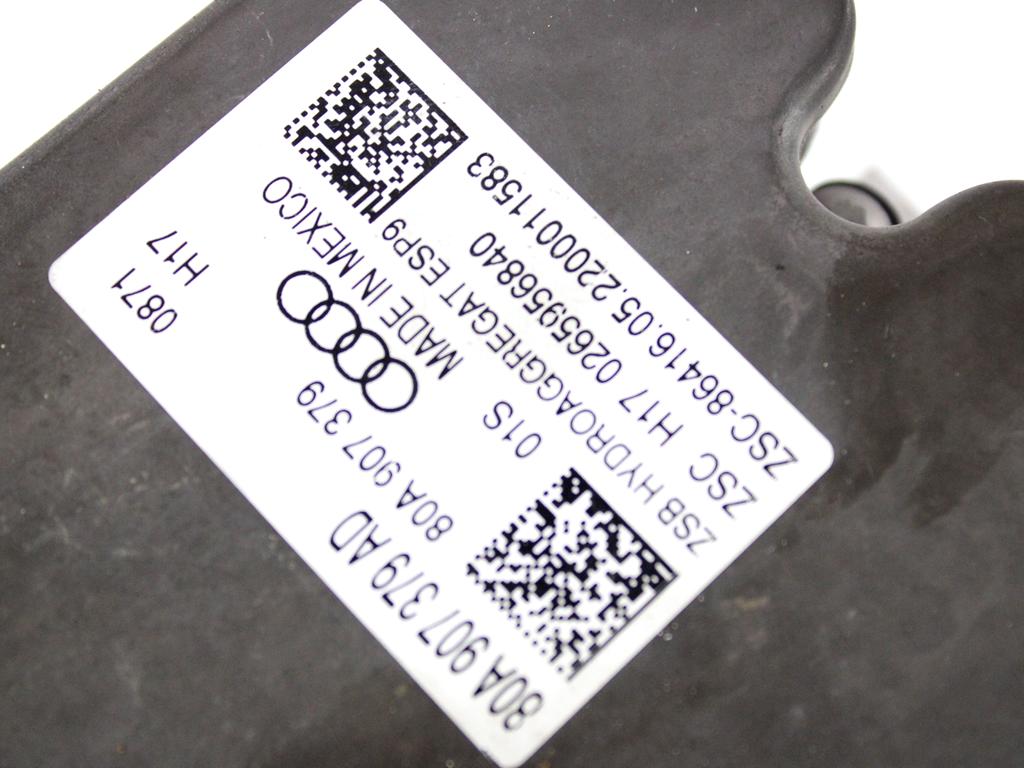 80A 907 379 AD
80A 907 379
0871
H17
01S
MADE IN MEXICO
ZSB HYDROAGGREGAT ESP9
ZSC H17 0265956840
ZSC-86416.05.2200011583